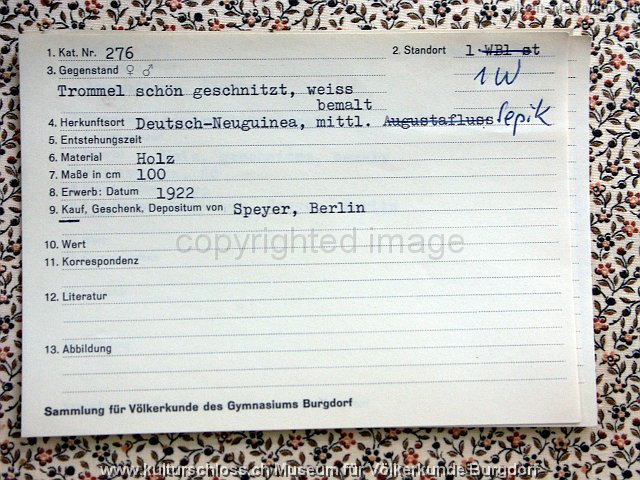 1. Kat. Nr. 276 2. Standort 1 WBl st
1 W
3. Gegenstand ♀ ♂
Trommel schön geschnitzt, weiss
bemalt
4. Herkunftsort Deutsch-Neuguinea, mittl. Augustafluss Sepik
5. Entstehungszeit
6. Material Holz
7. Maße in cm 100
8. Erwerb: Datum 1922
9. Kauf, Geschenk, Depositum von Speyer, Berlin
copyrighted image
10. Wert
11. Korrespondenz
12. Literatur
13. Abbildung
Sammlung für Völkerkunde des Gymnasiums Burgdorf
www.kulturschloss.ch/Museum für Völkerkunde Burgdorf